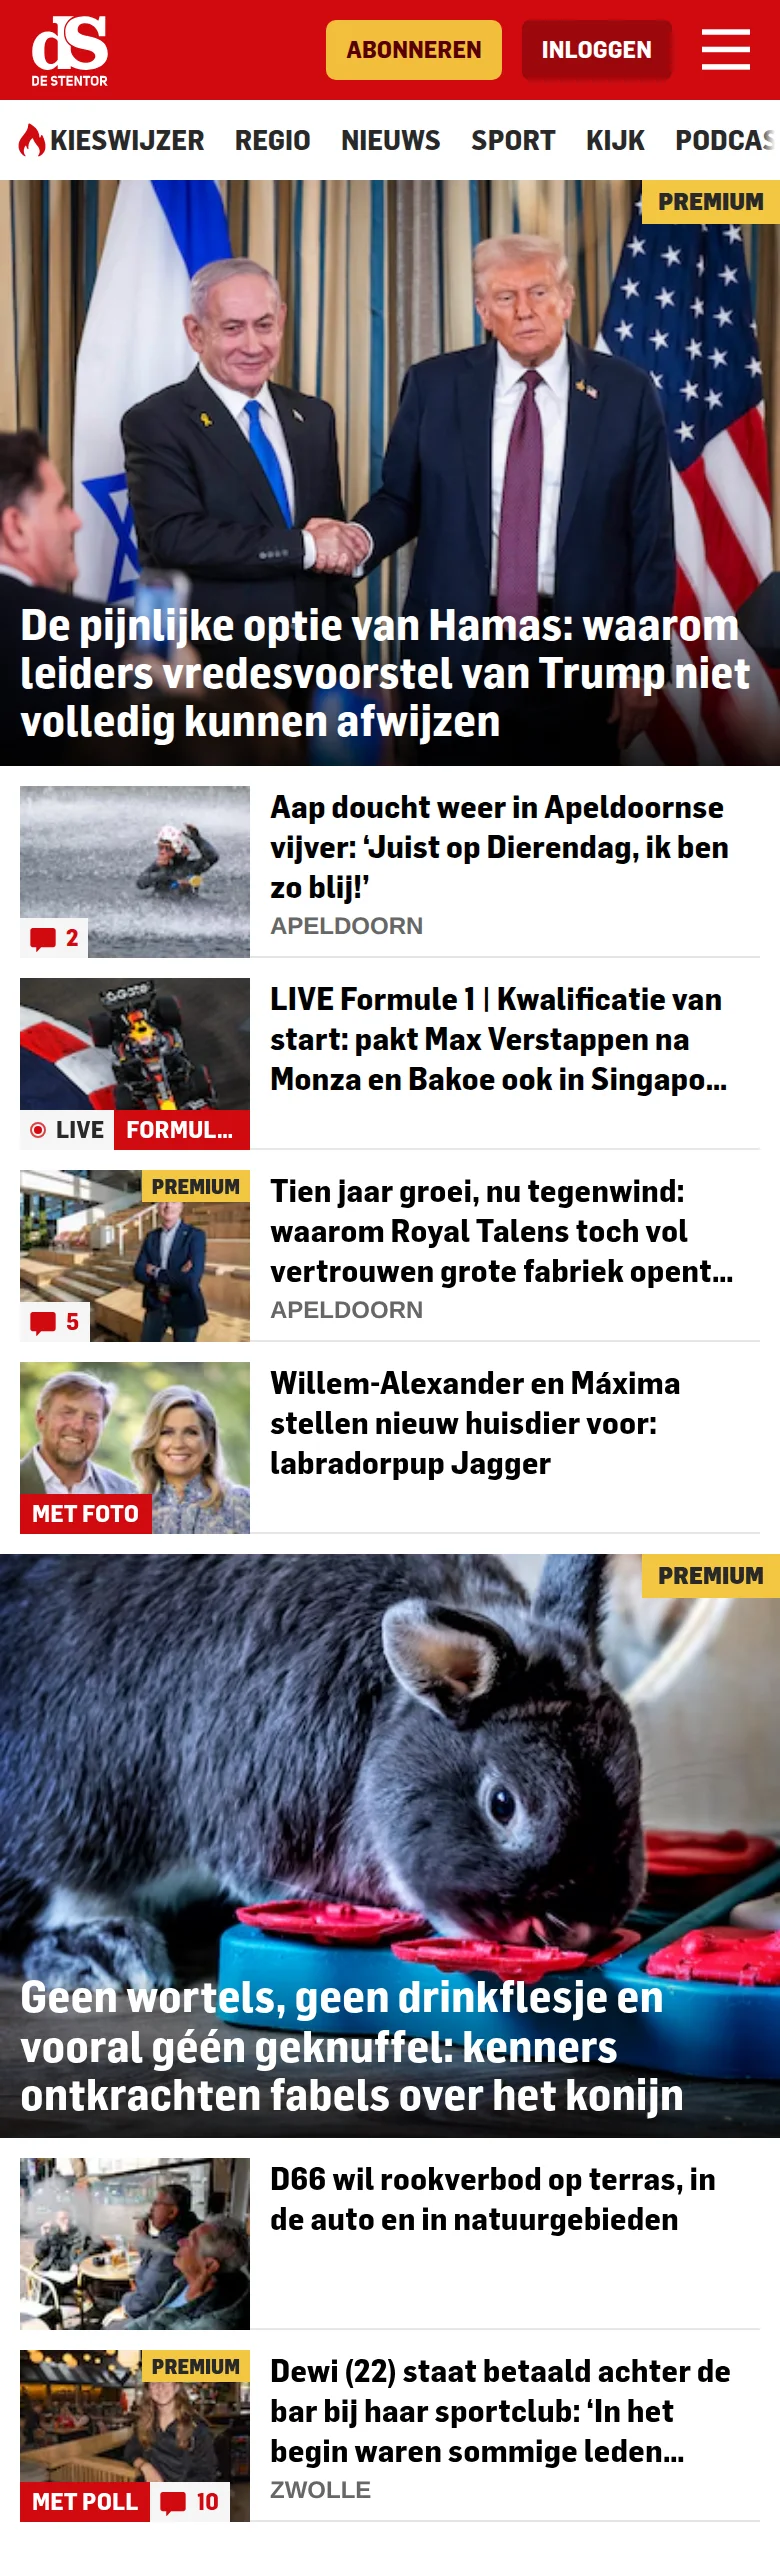 dS
DE STENTOR
ABONNEREN
INLOGGEN
KIESWIJZER REGIO NIEUWS SPORT KIJK PODCAS
PREMIUM
De pijnlijke optie van Hamas: waarom
leiders vredesvoorstel van Trump niet
volledig kunnen afwijzen
Aap doucht weer in Apeldoornse
vijver: ‘Juist op Dierendag, ik ben
zo blij!’
APELDOORN
2
LIVE Formule 1 | Kwalificatie van
start: pakt Max Verstappen na
Monza en Bakoe ook in Singapo...
LIVE FORMUL...
PREMIUM
Tien jaar groei, nu tegenwind:
waarom Royal Talens toch vol
vertrouwen grote fabriek opent...
APELDOORN
5
Willem-Alexander en Máxima
stellen nieuw huisdier voor:
labradorpup Jagger
MET FOTO
PREMIUM
Geen wortels, geen drinkflesje en
vooral géén geknuffel: kenners
ontkrachten fabels over het konijn
D66 wil rookverbod op terras, in
de auto en in natuurgebieden
PREMIUM
Dewi (22) staat betaald achter de
bar bij haar sportclub: ‘In het
begin waren sommige leden...
ZWOLLE
MET POLL 10